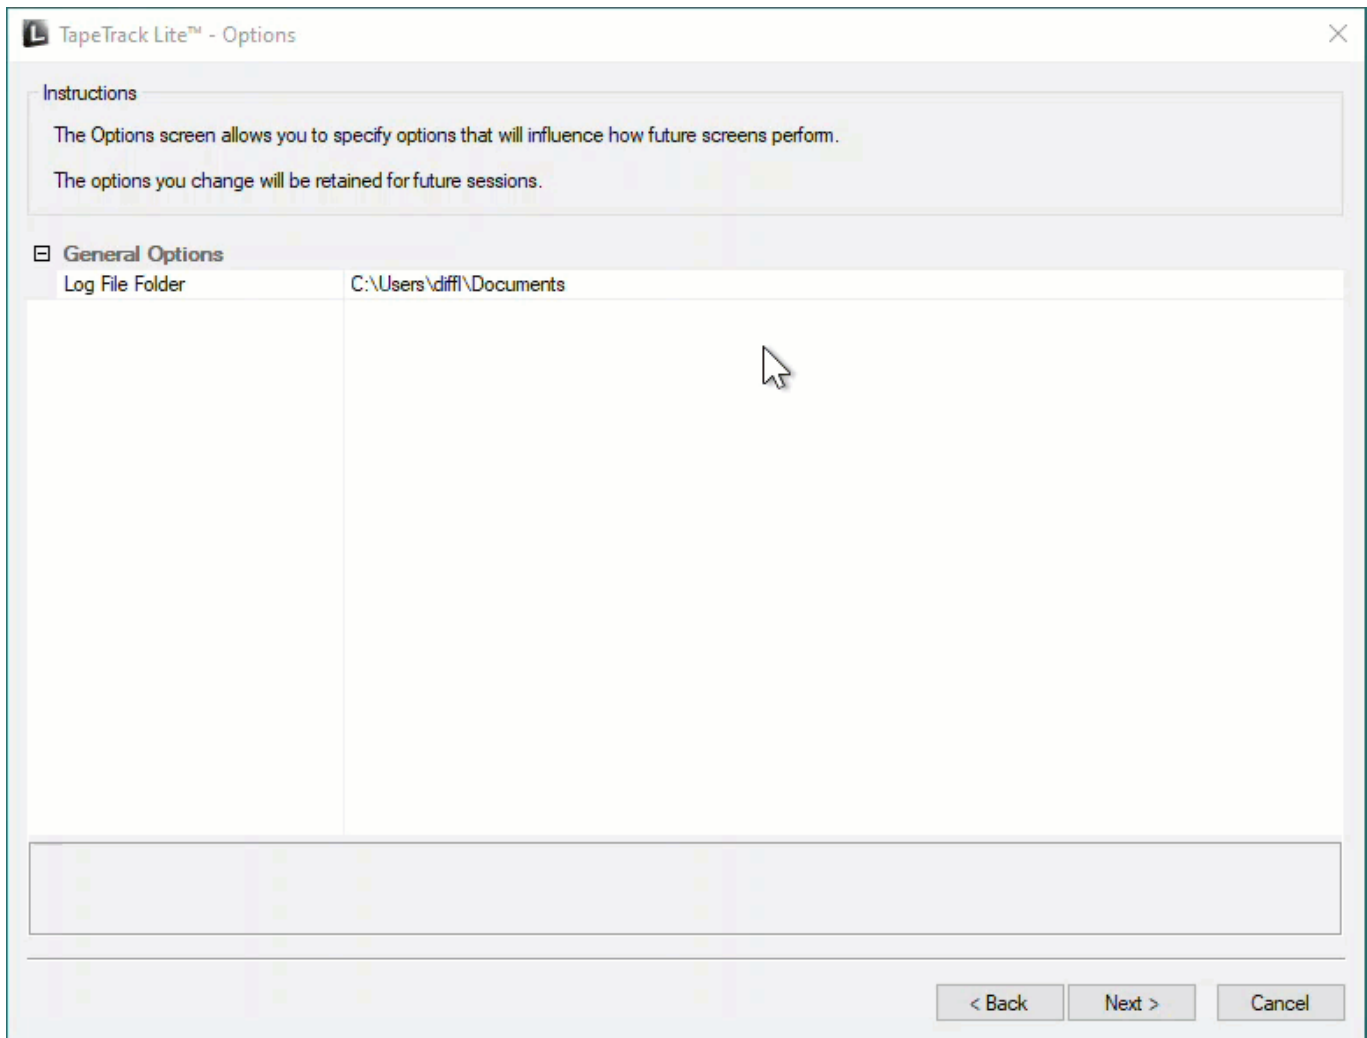 L TapeTrack Lite™ - Options
Instructions
The Options screen allows you to specify options that will influence how future screens perform.
The options you change will be retained for future sessions.
General Options
Log File Folder C:\Users\diffl\Documents
< Back Next > Cancel